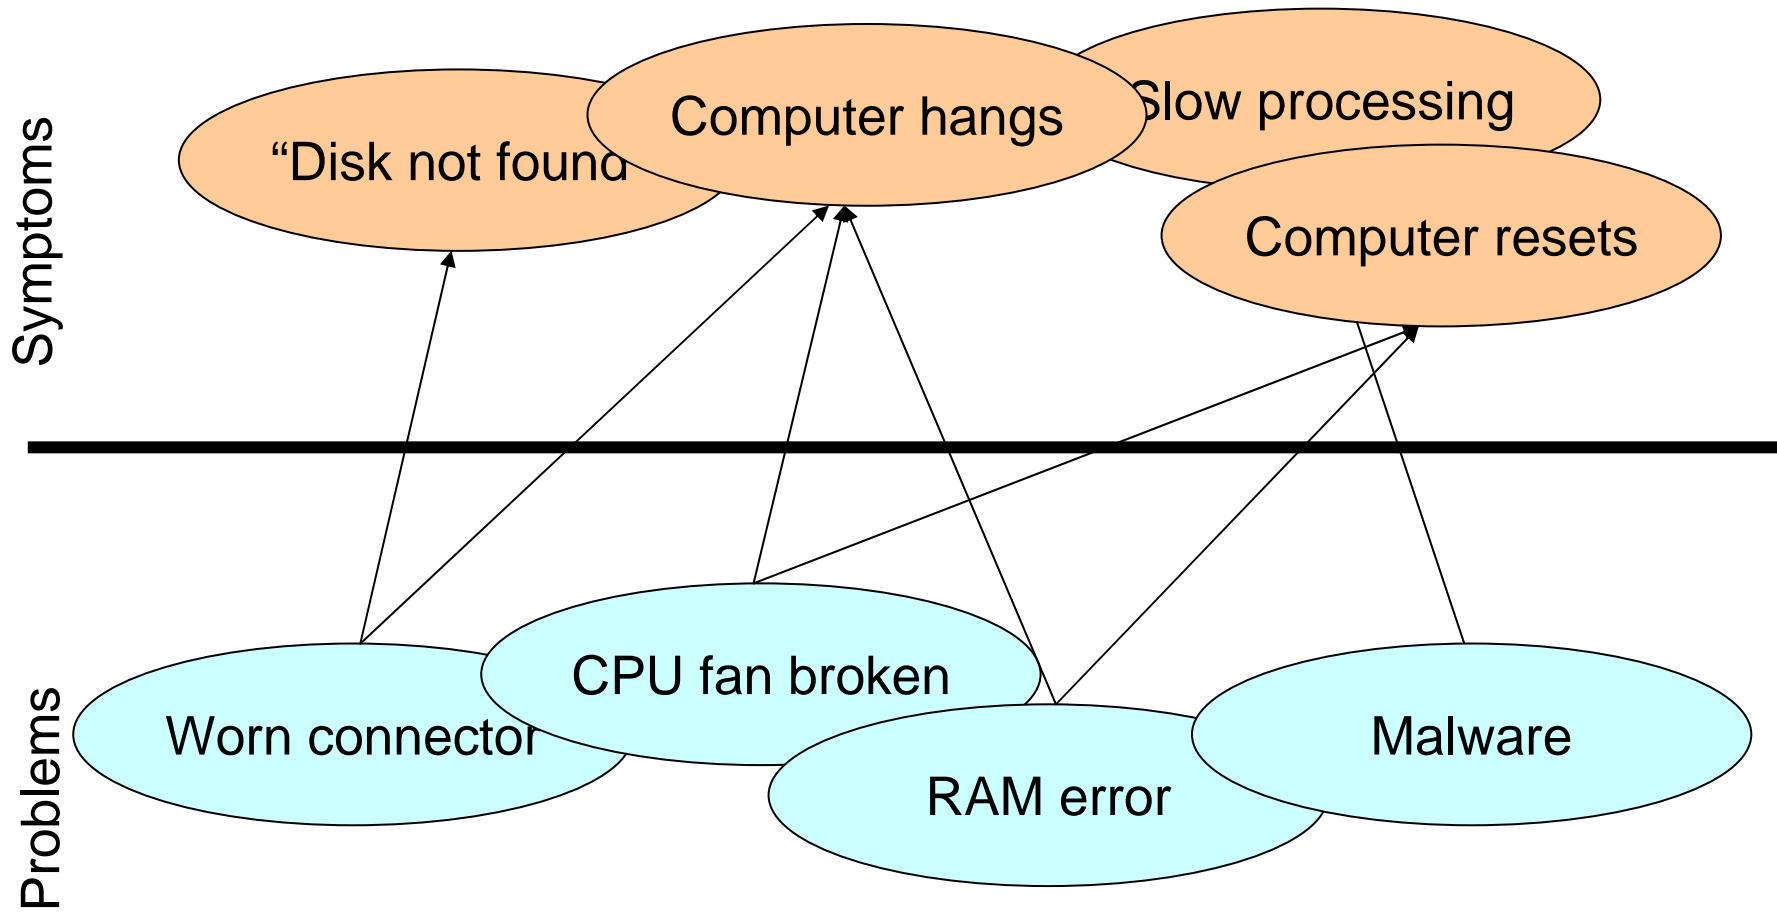 Symptoms
“Disk not found
Computer hangs
Slow processing
Computer resets
Problems
Worn connector
CPU fan broken
RAM error
Malware